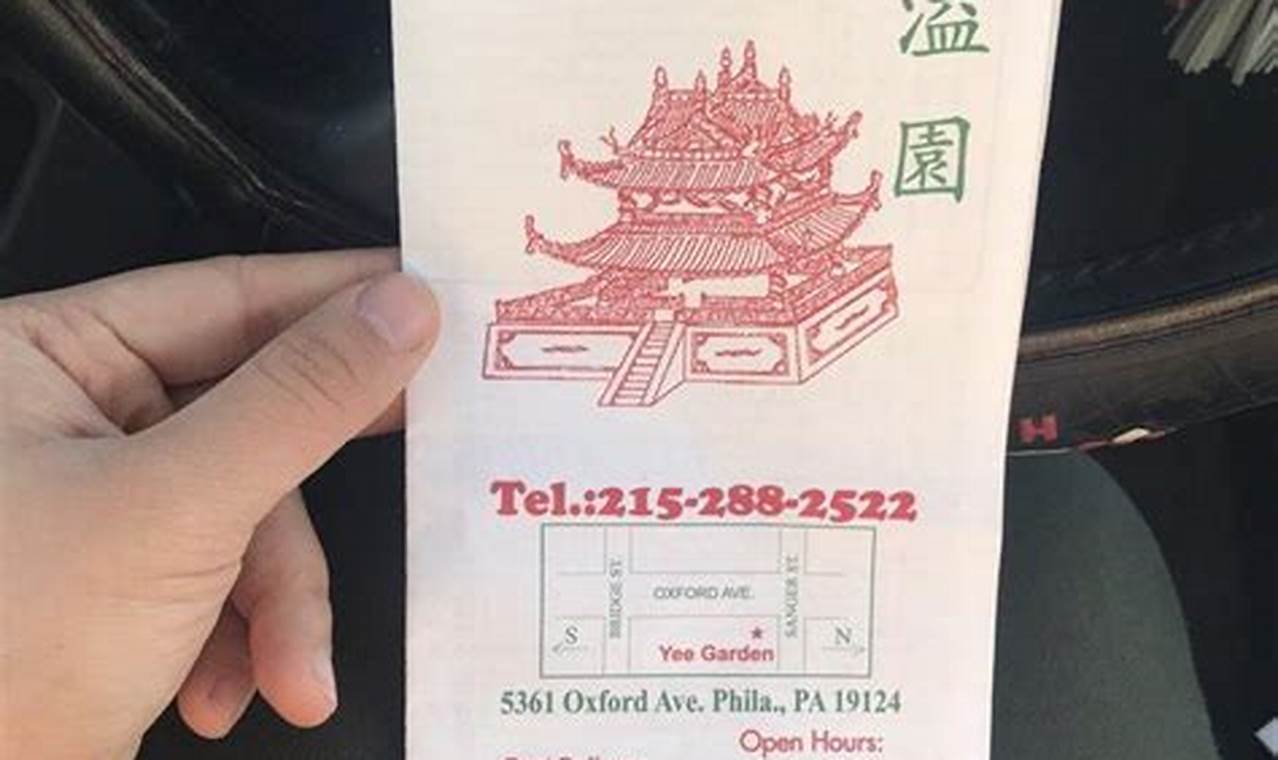 溢
園
Tel.:215-288-2522
BRIDGE ST.
OXFORD AVE.
SANGER ST.
S
N
★
Yee Garden
5361 Oxford Ave. Phila., PA 19124
Open Hours:
H